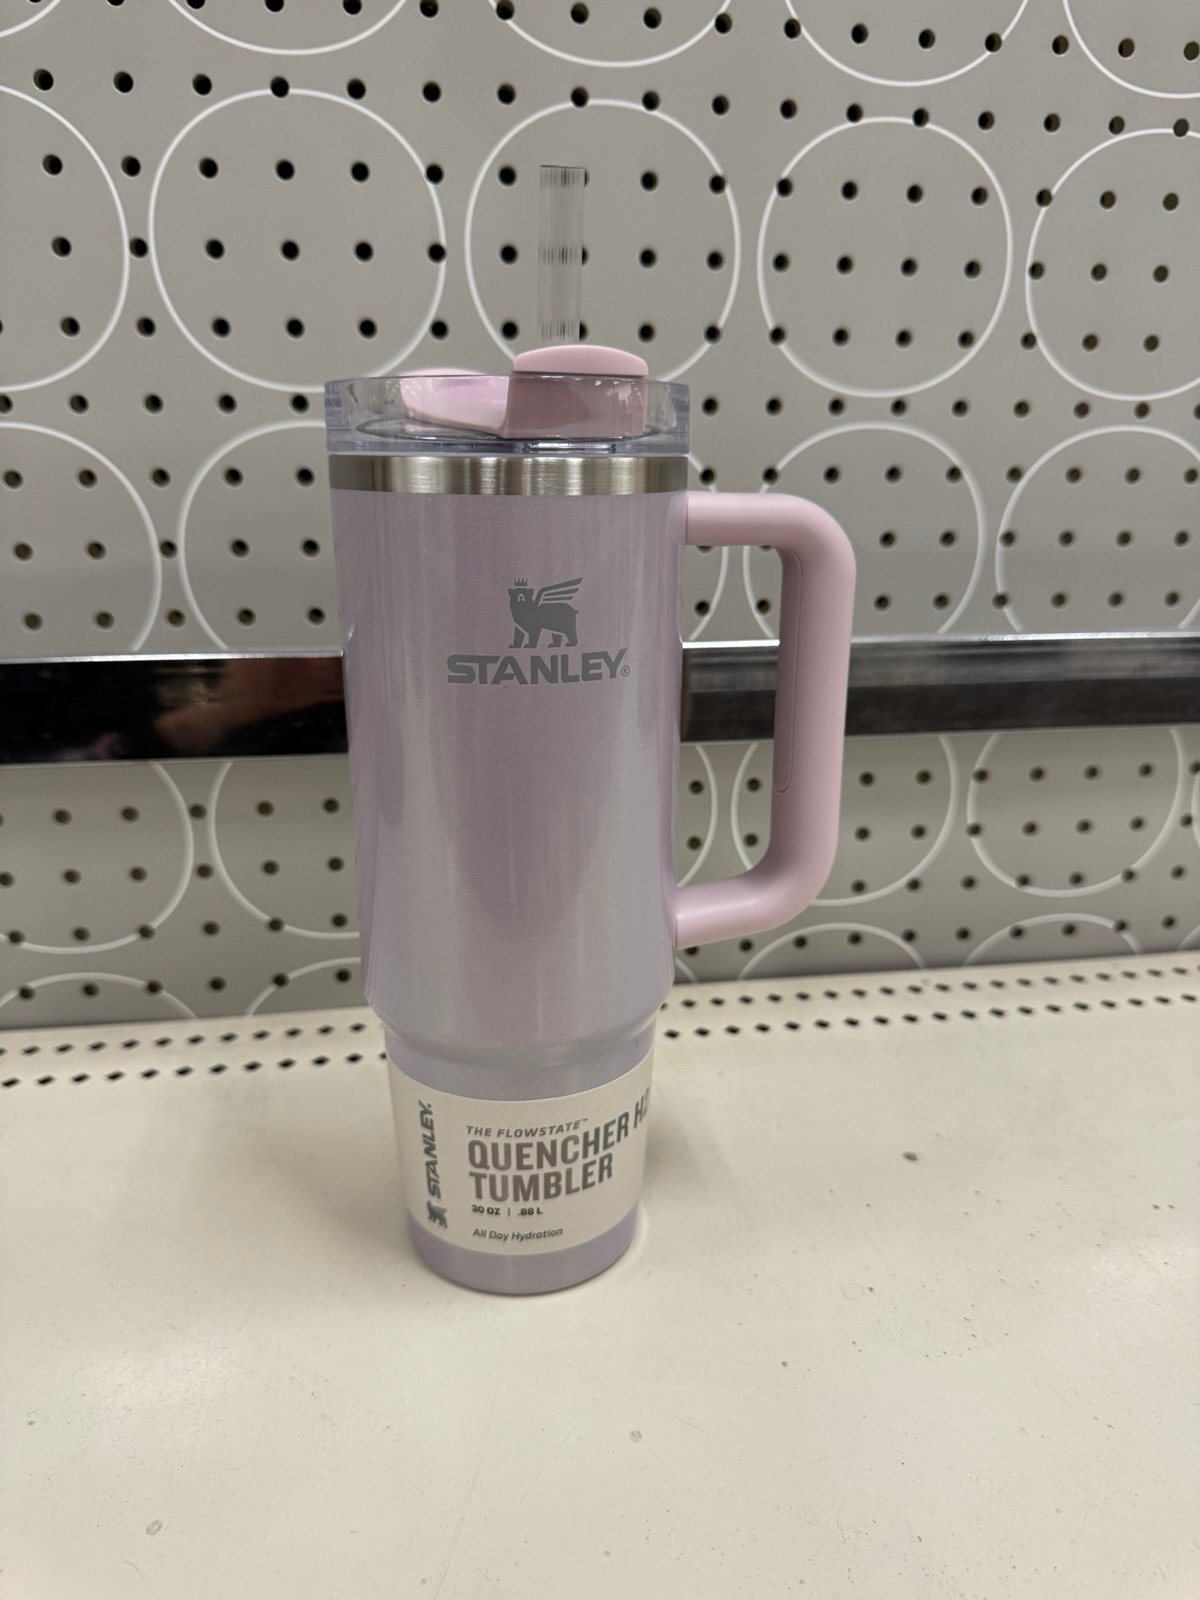 STANLEY®
STANLEY.
THE FLOWSTATE™
QUENCHER
TUMBLER
30 OZ | .88 L
All Day Hydration